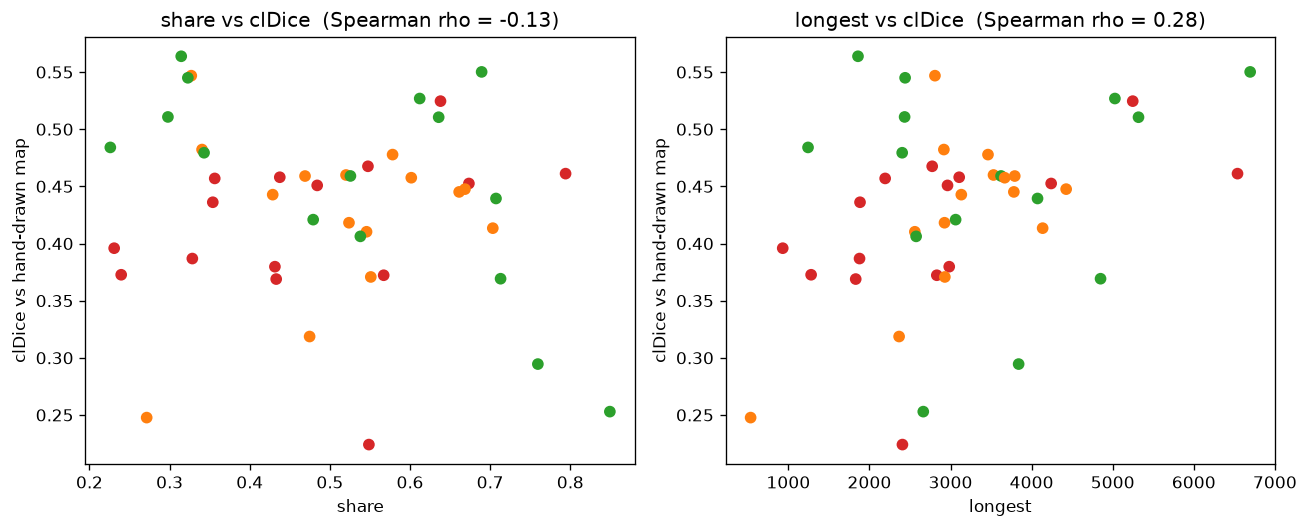 share vs clDice  (Spearman rho = -0.13)
clDice vs hand-drawn map
0.55
0.50
0.45
0.40
0.35
0.30
0.25
0.2 0.3 0.4 0.5 0.6 0.7 0.8
share
longest vs clDice  (Spearman rho = 0.28)
clDice vs hand-drawn map
0.55
0.50
0.45
0.40
0.35
0.30
0.25
1000 2000 3000 4000 5000 6000 7000
longest